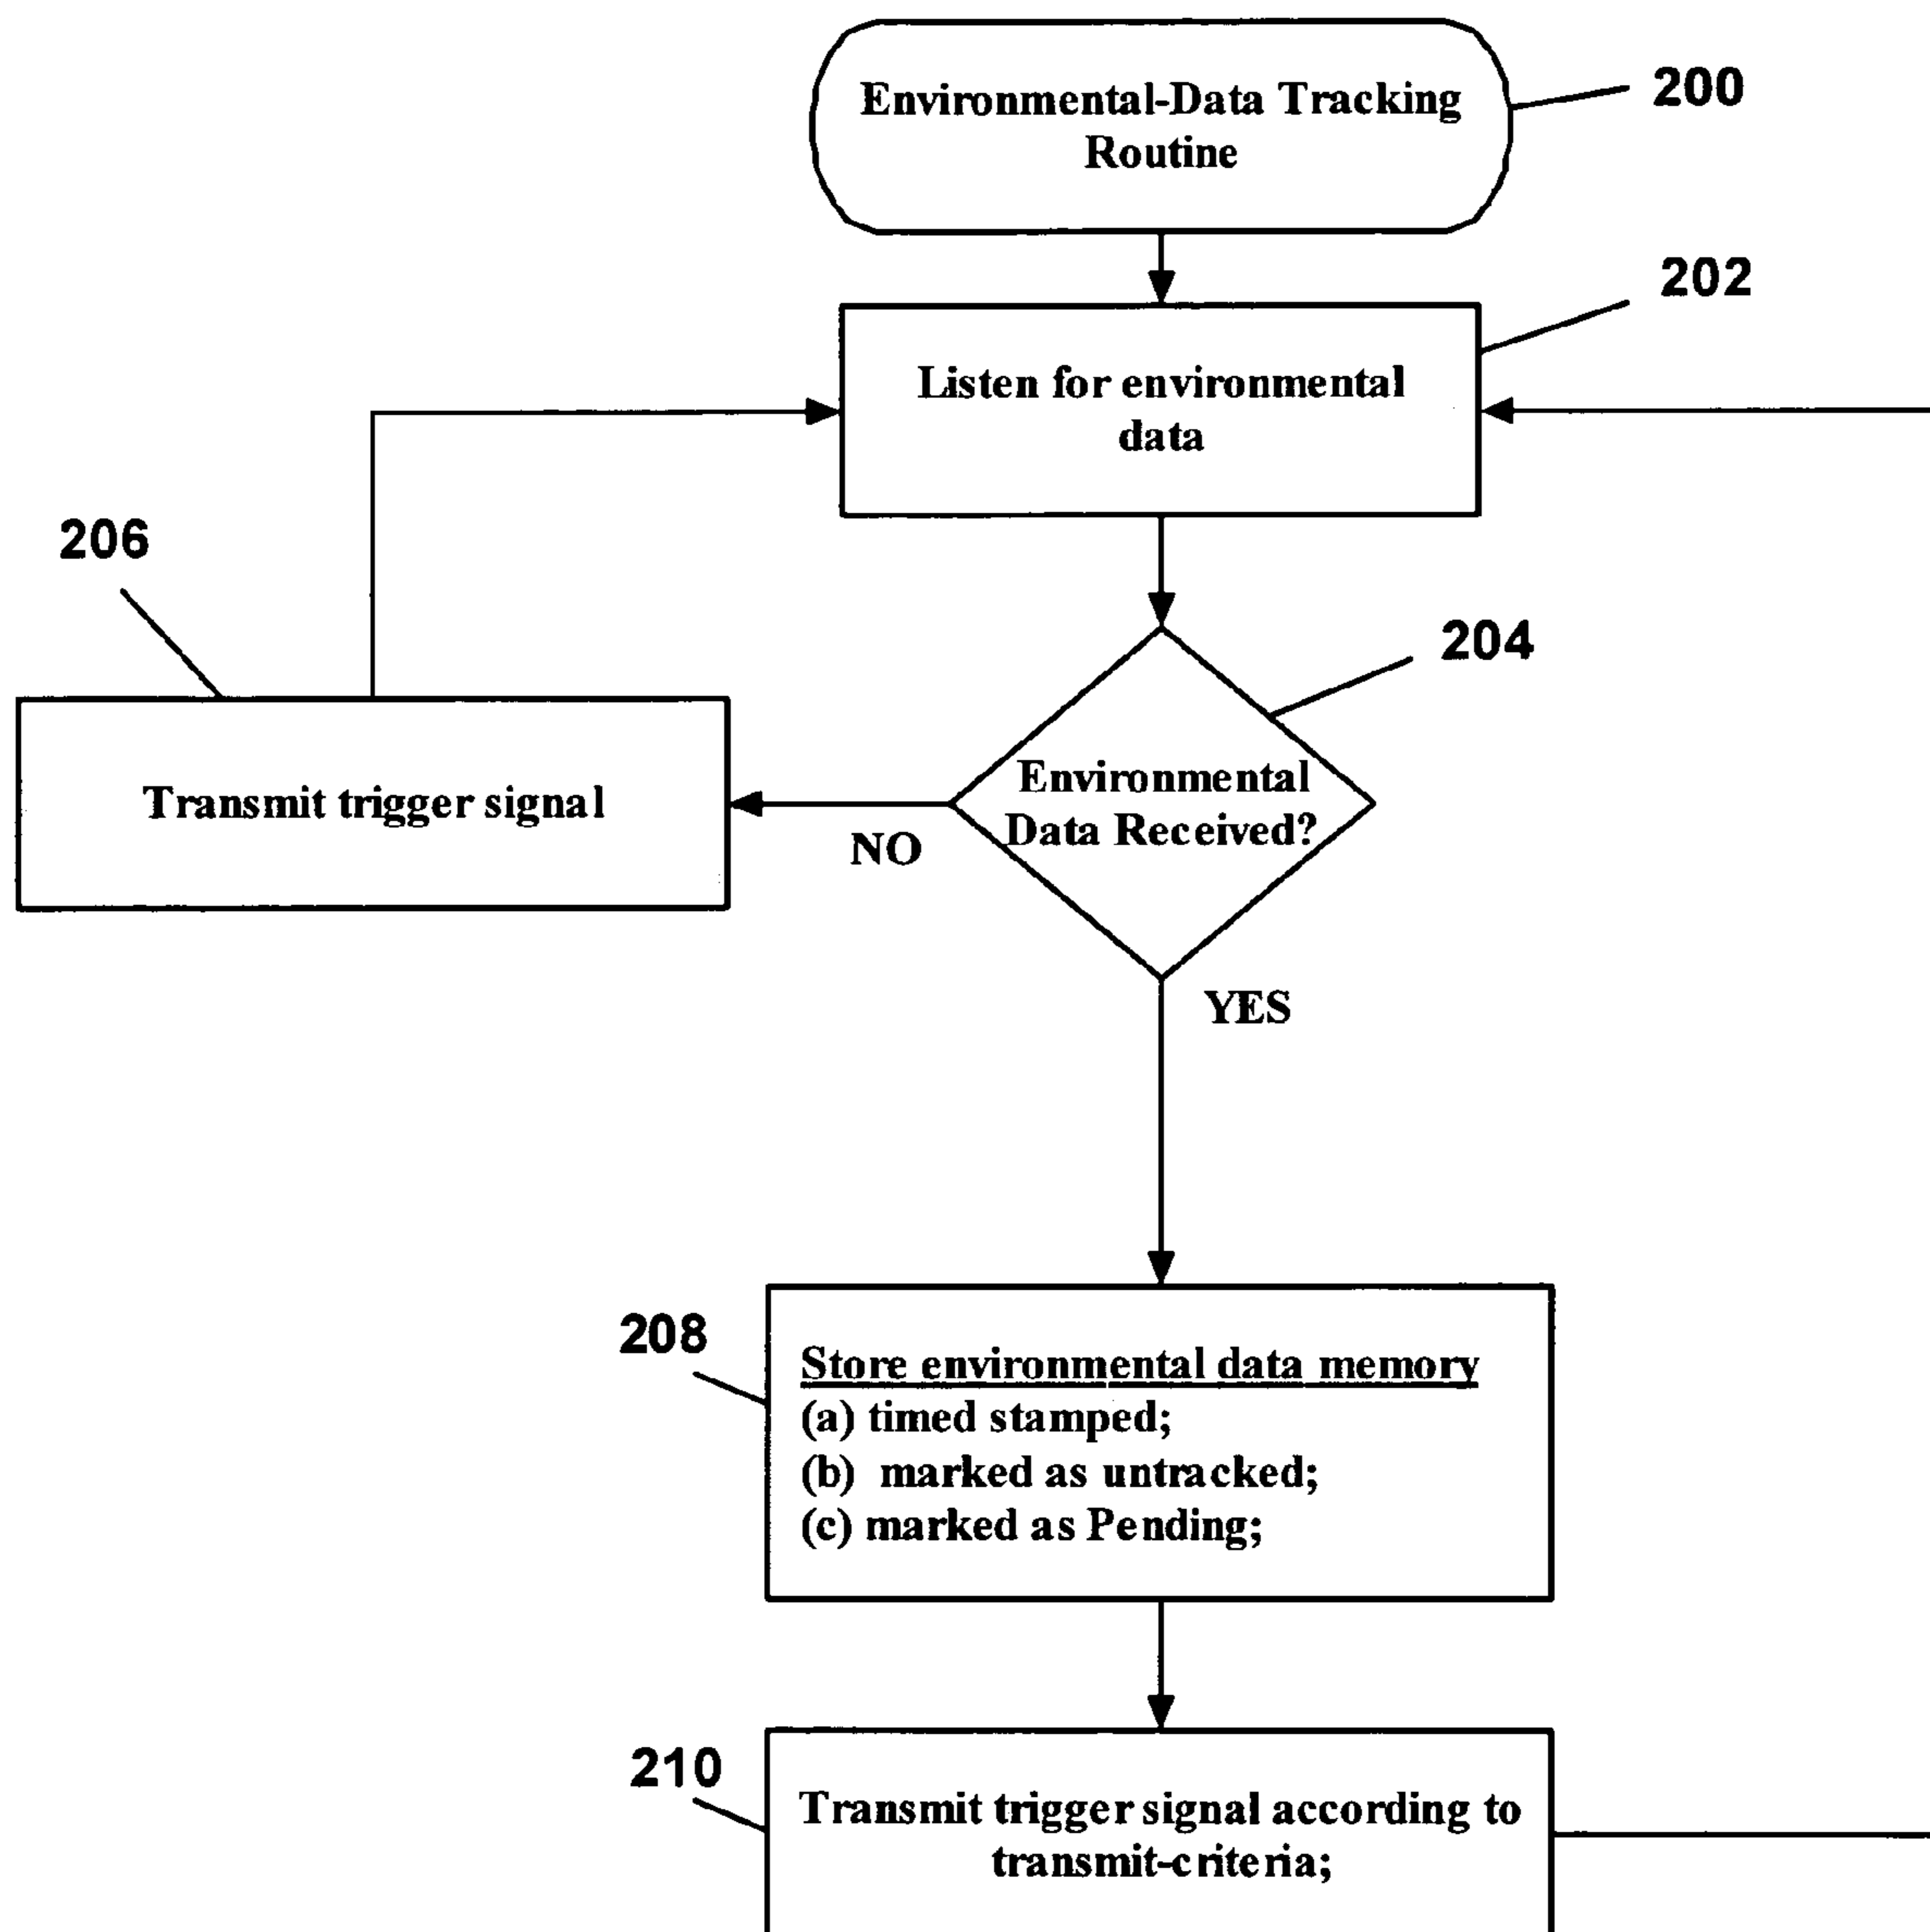 Environmental-Data Tracking
Routine
200
202
Listen for environmental
data
206
204
Transmit trigger signal
Environmental
Data Received?
NO
YES
208
Store environmental data memory
(a) timed stamped;
(b) marked as untracked;
(c) marked as Pending;
210
Transmit trigger signal according to
transmit-criteria;